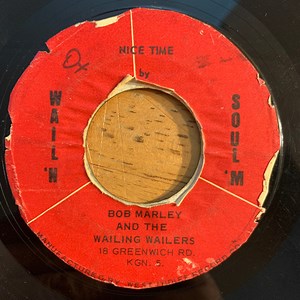 NICE TIME
by
WAIL 'N
SOUL 'M
BOB MARLEY
AND THE
WAILING WAILERS
18 GREENWICH RD.
KGN. 5.